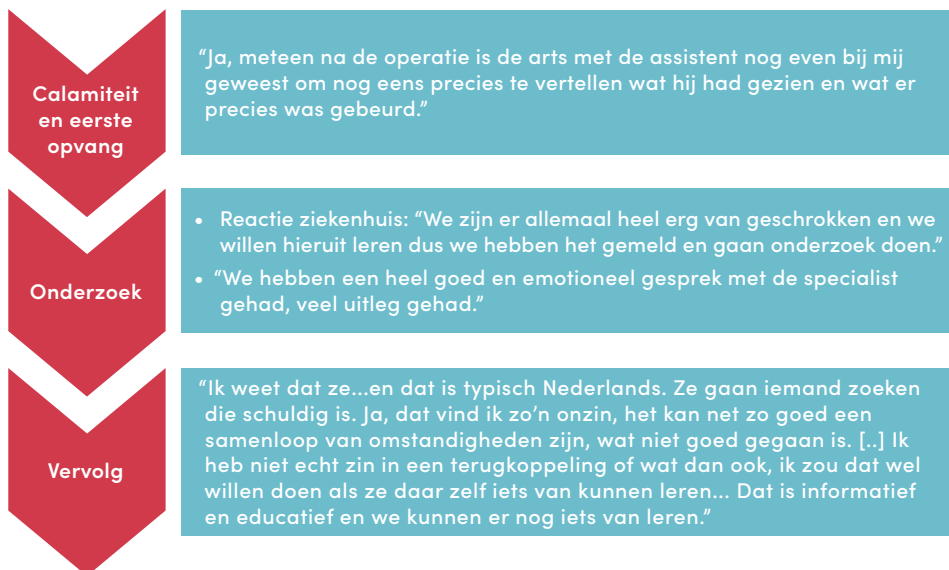 Calamiteit
en eerste
opvang
“Ja, meteen na de operatie is de arts met de assistent nog even bij mij
geweest om nog eens precies te vertellen wat hij had gezien en wat er
precies was gebeurd.”
Onderzoek
• Reactie ziekenhuis: “We zijn er allemaal heel erg van geschrokken en we
willen hieruit leren dus we hebben het gemeld en gaan onderzoek doen.”
• “We hebben een heel goed en emotioneel gesprek met de specialist
gehad, veel uitleg gehad.”
Vervolg
“Ik weet dat ze...en dat is typisch Nederlands. Ze gaan iemand zoeken
die schuldig is. Ja, dat vind ik zo’n onzin, het kan net zo goed een
samenloop van omstandigheden zijn, wat niet goed gegaan is. [..] Ik
heb niet echt zin in een terugkoppeling of wat dan ook, ik zou dat wel
willen doen als ze daar zelf iets van kunnen leren... Dat is informatief
en educatief en we kunnen er nog iets van leren.”